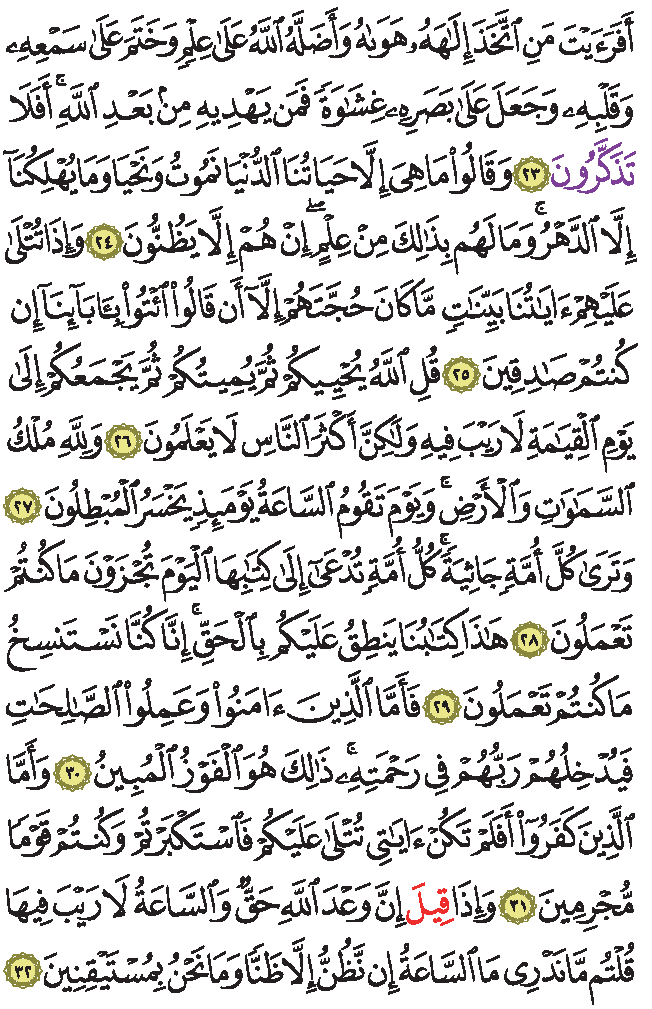 أَفَرَءَيْتَ مَنِ ٱتَّخَذَ إِلَٰهَهُۥ هَوَىٰهُ وَأَضَلَّهُ ٱللَّهُ عَلَىٰ عِلْمٍ وَخَتَمَ عَلَىٰ سَمْعِهِۦ
وَقَلْبِهِۦ وَجَعَلَ عَلَىٰ بَصَرِهِۦ غِشَٰوَةً فَمَن يَهْدِيهِ مِنۢ بَعْدِ ٱللَّهِۚ أَفَلَا
تَذَكَّرُونَ ٢٣ وَقَالُوا۟ مَا هِىَ إِلَّا حَيَاتُنَا ٱلدُّنْيَا نَمُوتُ وَنَحْيَا وَمَا يُهْلِكُنَآ
إِلَّا ٱلدَّهْرُۚ وَمَا لَهُم بِذَٰلِكَ مِنْ عِلْمٍۖ إِنْ هُمْ إِلَّا يَظُنُّونَ ٢٤ وَإِذَا تُتْلَىٰ
عَلَيْهِمْ ءَايَٰتُنَا بَيِّنَٰتٍ مَّا كَانَ حُجَّتَهُمْ إِلَّآ أَن قَالُوا۟ ٱئْتُوا۟ بِـَٔابَآئِنَآ إِن
كُنتُمْ صَٰدِقِينَ ٢٥ قُلِ ٱللَّهُ يُحْيِيكُمْ ثُمَّ يُمِيتُكُمْ ثُمَّ يَجْمَعُكُمْ إِلَىٰ
يَوْمِ ٱلْقِيَٰمَةِ لَا رَيْبَ فِيهِ وَلَٰكِنَّ أَكْثَرَ ٱلنَّاسِ لَا يَعْلَمُونَ ٢٦ وَلِلَّهِ مُلْكُ
ٱلسَّمَٰوَٰتِ وَٱلْأَرْضِۚ وَيَوْمَ تَقُومُ ٱلسَّاعَةُ يَوْمَئِذٍ يَخْسَرُ ٱلْمُبْطِلُونَ ٢٧
وَتَرَىٰ كُلَّ أُمَّةٍ جَاثِيَةًۚ كُلُّ أُمَّةٍ تُدْعَىٰٓ إِلَىٰ كِتَٰبِهَا ٱلْيَوْمَ تُجْزَوْنَ مَا كُنتُمْ
تَعْمَلُونَ ٢٨ هَٰذَا كِتَٰبُنَا يَنطِقُ عَلَيْكُم بِٱلْحَقِّۚ إِنَّا كُنَّا نَسْتَنسِخُ
مَا كُنتُمْ تَعْمَلُونَ ٢٩ فَأَمَّا ٱلَّذِينَ ءَامَنُوا۟ وَعَمِلُوا۟ ٱلصَّٰلِحَٰتِ
فَيُدْخِلُهُمْ رَبُّهُمْ فِى رَحْمَتِهِۦۚ ذَٰلِكَ هُوَ ٱلْفَوْزُ ٱلْمُبِينُ ٣٠ وَأَمَّا
ٱلَّذِينَ كَفَرُوٓا۟ أَفَلَمْ تَكُنْ ءَايَٰتِى تُتْلَىٰ عَلَيْكُمْ فَٱسْتَكْبَرْتُمْ وَكُنتُمْ قَوْمًا
مُّجْرِمِينَ ٣١ وَإِذَا قِيلَ إِنَّ وَعْدَ ٱللَّهِ حَقٌّ وَٱلسَّاعَةُ لَا رَيْبَ فِيهَا
قُلْتُم مَّا نَدْرِى مَا ٱلسَّاعَةُ إِن نَّظُنُّ إِلَّا ظَنًّا وَمَا نَحْنُ بِمُسْتَيْقِنِينَ ٣٢